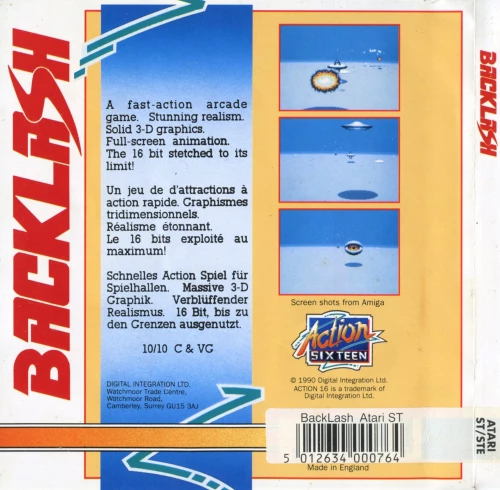 BACKLASH
A fast-action arcade
game. Stunning realism.
Solid 3-D graphics.
Full-screen animation.
The 16 bit stetched to its
limit!
Un jeu de d'attractions à
action rapide. Graphismes
tridimensionnels.
Réalisme étonnant.
Le 16 bits exploité au
maximum!
Schnelles Action Spiel für
Spielhallen. Massive 3-D
Graphik. Verblüffender
Realismus. 16 Bit, bis zu
den Grenzen ausgenutzt.
10/10 C & VG
DIGITAL INTEGRATION LTD.
Watchmoor Trade Centre,
Watchmoor Road,
Camberley, Surrey GU15 3AJ
Screen shots from Amiga
Action
SIXTEEN
© 1990 Digital Integration Ltd.
ACTION 16 is a trademark of
Digital Integration Ltd.
BackLash Atari ST
5 012634 000764
Made in England
BACKLASH
ATARI
ST/STE